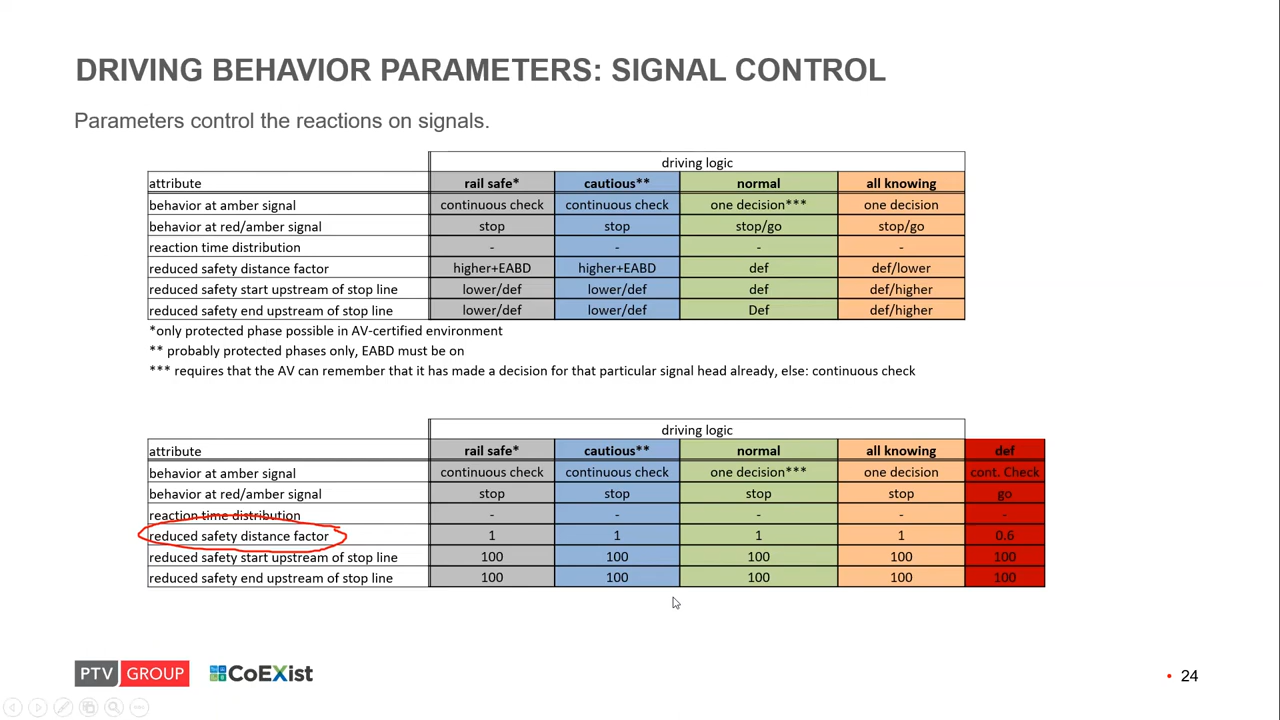 DRIVING BEHAVIOR PARAMETERS: SIGNAL CONTROL
Parameters control the reactions on signals.
driving logic
attribute rail safe* cautious** normal all knowing
behavior at amber signal continuous check continuous check one decision*** one decision
behavior at red/amber signal stop stop stop/go stop/go
reaction time distribution - - - -
reduced safety distance factor higher+EABD higher+EABD def def/lower
reduced safety start upstream of stop line lower/def lower/def def def/higher
reduced safety end upstream of stop line lower/def lower/def Def def/higher
*only protected phase possible in AV-certified environment
** probably protected phases only, EABD must be on
*** requires that the AV can remember that it has made a decision for that particular signal head already, else: continuous check
driving logic
attribute rail safe* cautious** normal all knowing def
behavior at amber signal continuous check continuous check one decision*** one decision cont. Check
behavior at red/amber signal stop stop stop stop go
reaction time distribution - - - - -
reduced safety distance factor 1 1 1 1 0.6
reduced safety start upstream of stop line 100 100 100 100 100
reduced safety end upstream of stop line 100 100 100 100 100
PTV GROUP CoEXist
• 24